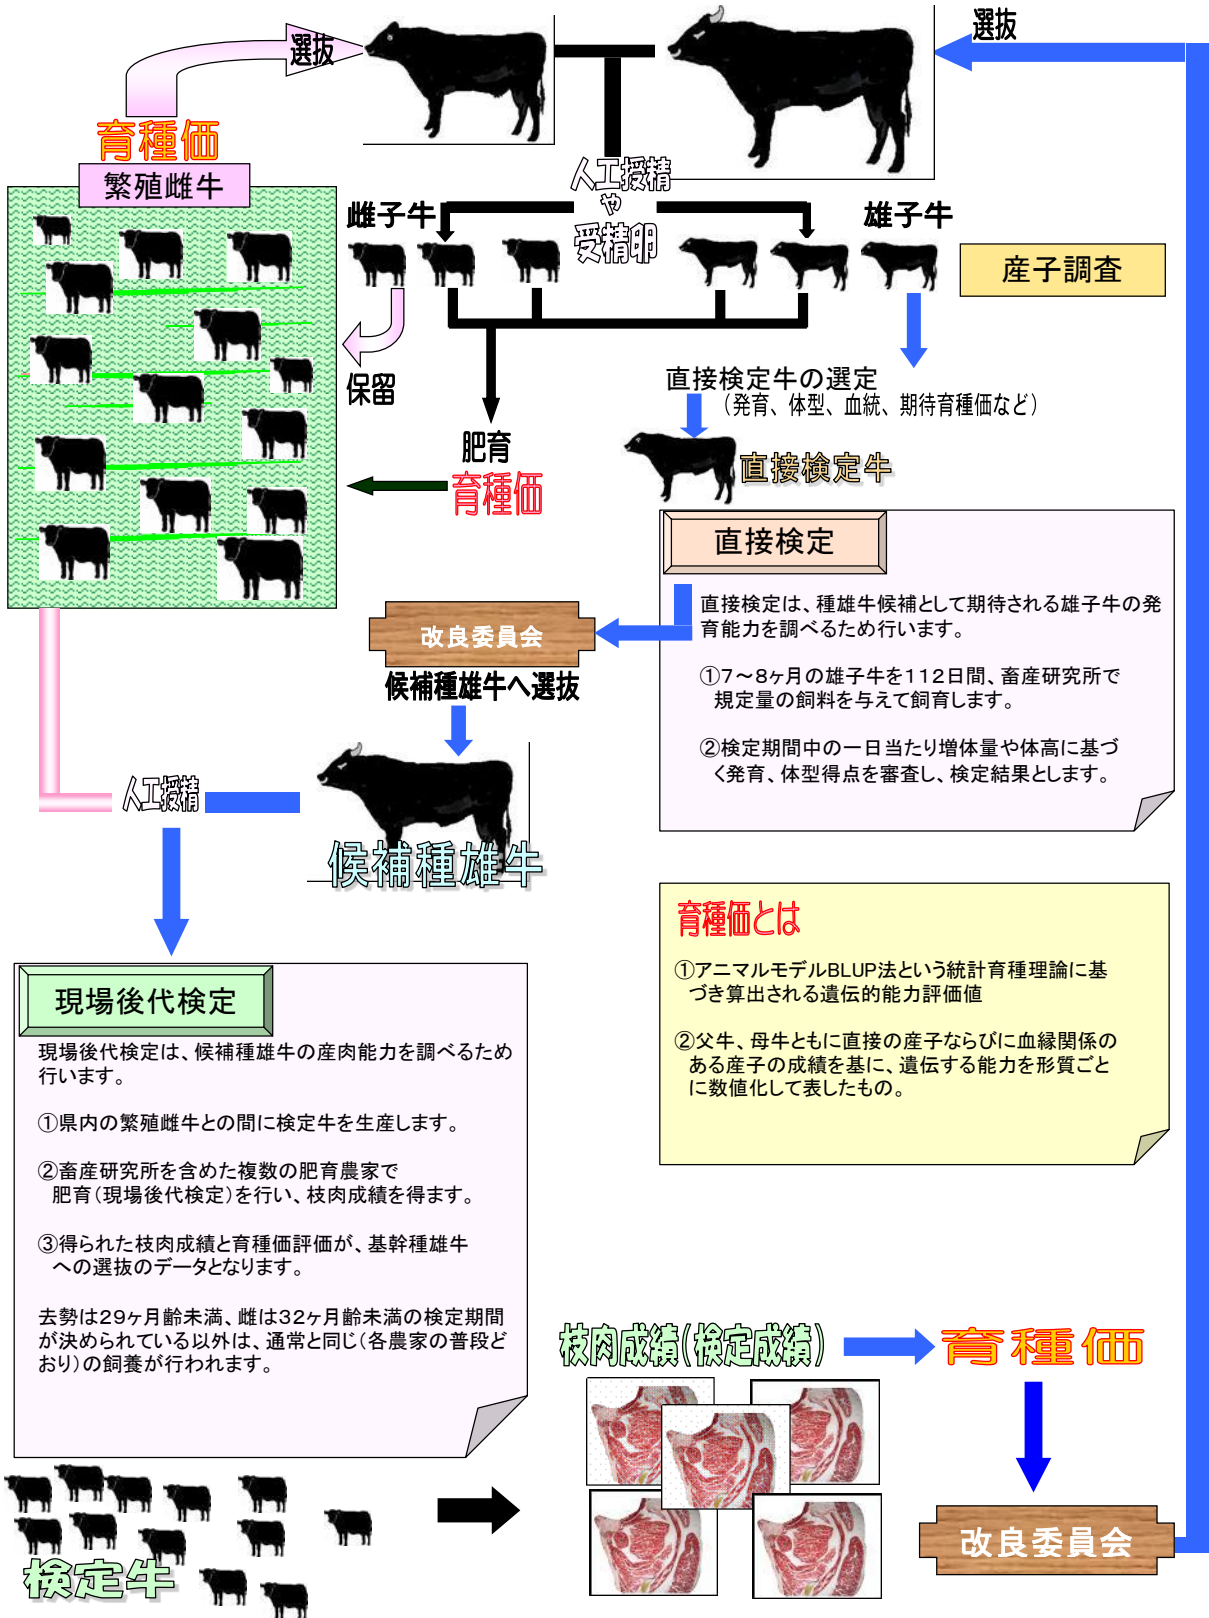 選抜
選抜
育種価
繁殖雌牛
人工授精
や
受精卵
雌子牛
雄子牛
産子調査
保留
直接検定牛の選定
（発育、体型、血統、期待育種価など）
肥育
育種価
直接検定牛
直接検定
直接検定は、種雄牛候補として期待される雄子牛の発
育能力を調べるため行います。
①7～8ヶ月の雄子牛を112日間、畜産研究所で
規定量の飼料を与えて飼育します。
②検定期間中の一日当たり増体量や体高に基づ
く発育、体型得点を審査し、検定結果とします。
改良委員会
候補種雄牛へ選抜
人工授精
候補種雄牛
育種価とは
①アニマルモデルBLUP法という統計育種理論に基
づき算出される遺伝的能力評価値
②父牛、母牛ともに直接の産子ならびに血縁関係の
ある産子の成績を基に、遺伝する能力を形質ごと
に数値化して表したもの。
現場後代検定
現場後代検定は、候補種雄牛の産肉能力を調べるため
行います。
①県内の繁殖雌牛との間に検定牛を生産します。
②畜産研究所を含めた複数の肥育農家で
肥育（現場後代検定）を行い、枝肉成績を得ます。
③得られた枝肉成績と育種価評価が、基幹種雄牛
への選抜のデータとなります。
去勢は29ヶ月齢未満、雌は32ヶ月齢未満の検定期間
が決められている以外は、通常と同じ（各農家の普段ど
おり）の飼養が行われます。
枝肉成績（検定成績）
育種価
検定牛
改良委員会